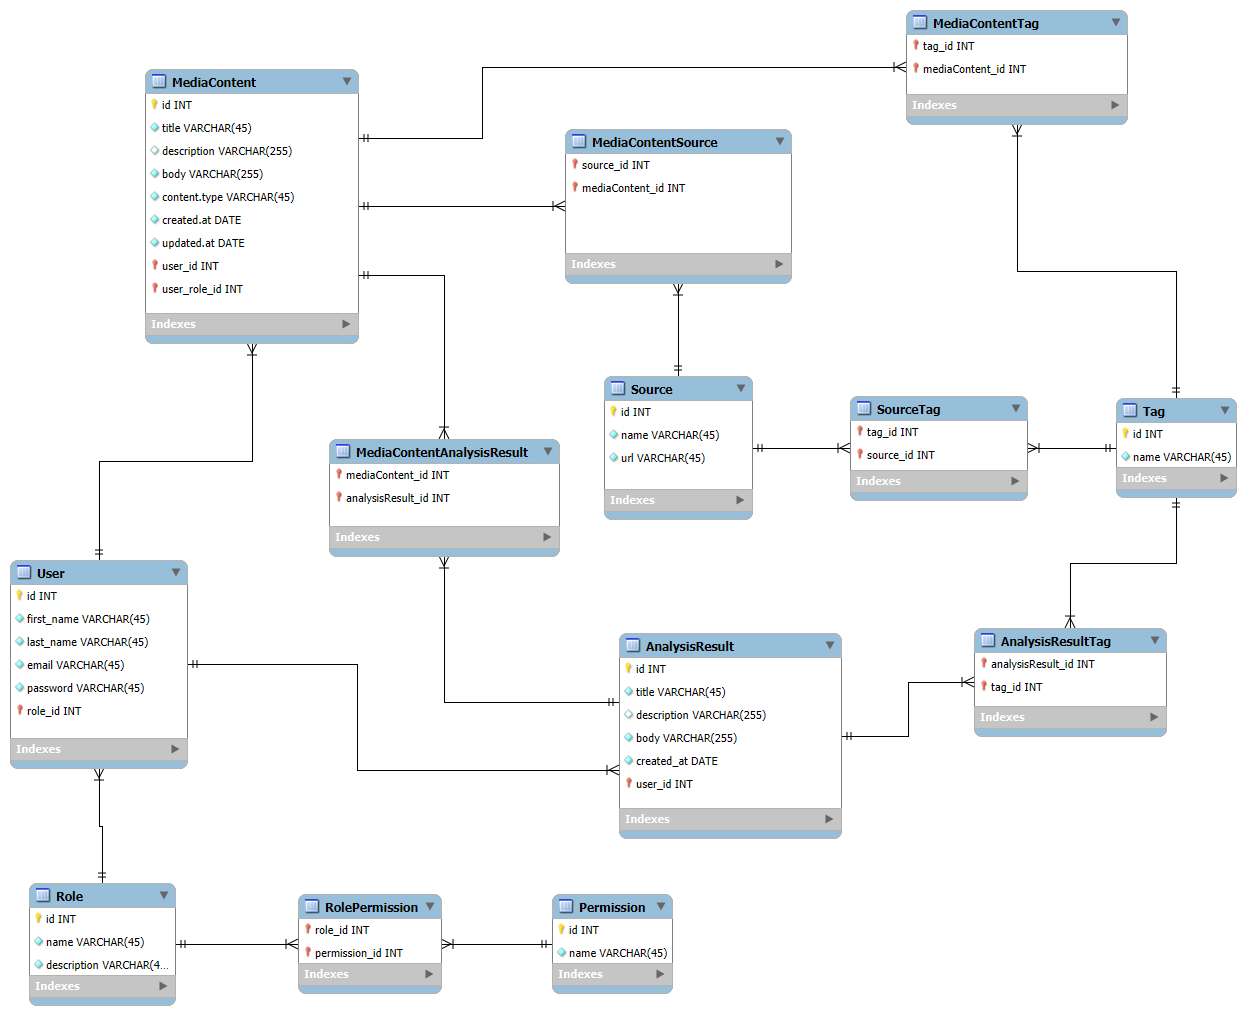 MediaContentTag
tag_id INT
mediaContent_id INT
Indexes
MediaContent
id INT
title VARCHAR(45)
description VARCHAR(255)
body VARCHAR(255)
content.type VARCHAR(45)
created.at DATE
updated.at DATE
user_id INT
user_role_id INT
Indexes
MediaContentSource
source_id INT
mediaContent_id INT
Indexes
Source
id INT
name VARCHAR(45)
url VARCHAR(45)
Indexes
SourceTag
tag_id INT
source_id INT
Indexes
Tag
id INT
name VARCHAR(45)
Indexes
MediaContentAnalysisResult
mediaContent_id INT
analysisResult_id INT
Indexes
User
id INT
first_name VARCHAR(45)
last_name VARCHAR(45)
email VARCHAR(45)
password VARCHAR(45)
role_id INT
Indexes
AnalysisResult
id INT
title VARCHAR(45)
description VARCHAR(255)
body VARCHAR(255)
created_at DATE
user_id INT
Indexes
AnalysisResultTag
analysisResult_id INT
tag_id INT
Indexes
Role
id INT
name VARCHAR(45)
description VARCHAR(4...
Indexes
RolePermission
role_id INT
permission_id INT
Indexes
Permission
id INT
name VARCHAR(45)
Indexes